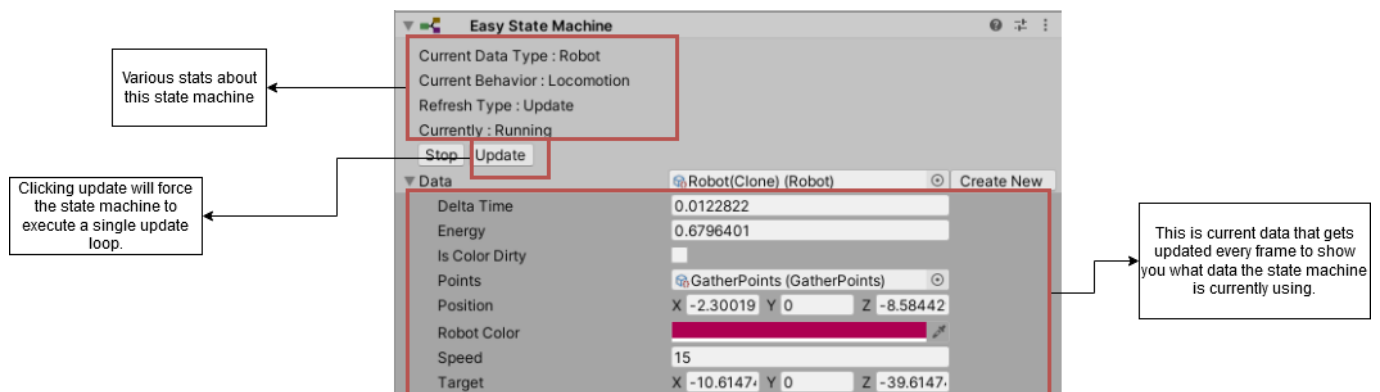 Easy State Machine
Current Data Type : Robot
Current Behavior : Locomotion
Refresh Type : Update
Currently : Running
Stop Update
Data Robot(Clone) (Robot) Create New
Delta Time 0.0122822
Energy 0.6796401
Is Color Dirty
Points GatherPoints (GatherPoints)
Position X -2.30019 Y 0 Z -8.58442
Robot Color
Speed 15
Target X -10.6147 Y 0 Z -39.6147
Various stats about
this state machine
Clicking update will force
the state machine to
execute a single update
loop.
This is current data that gets
updated every frame to show
you what data the state machine
is currently using.